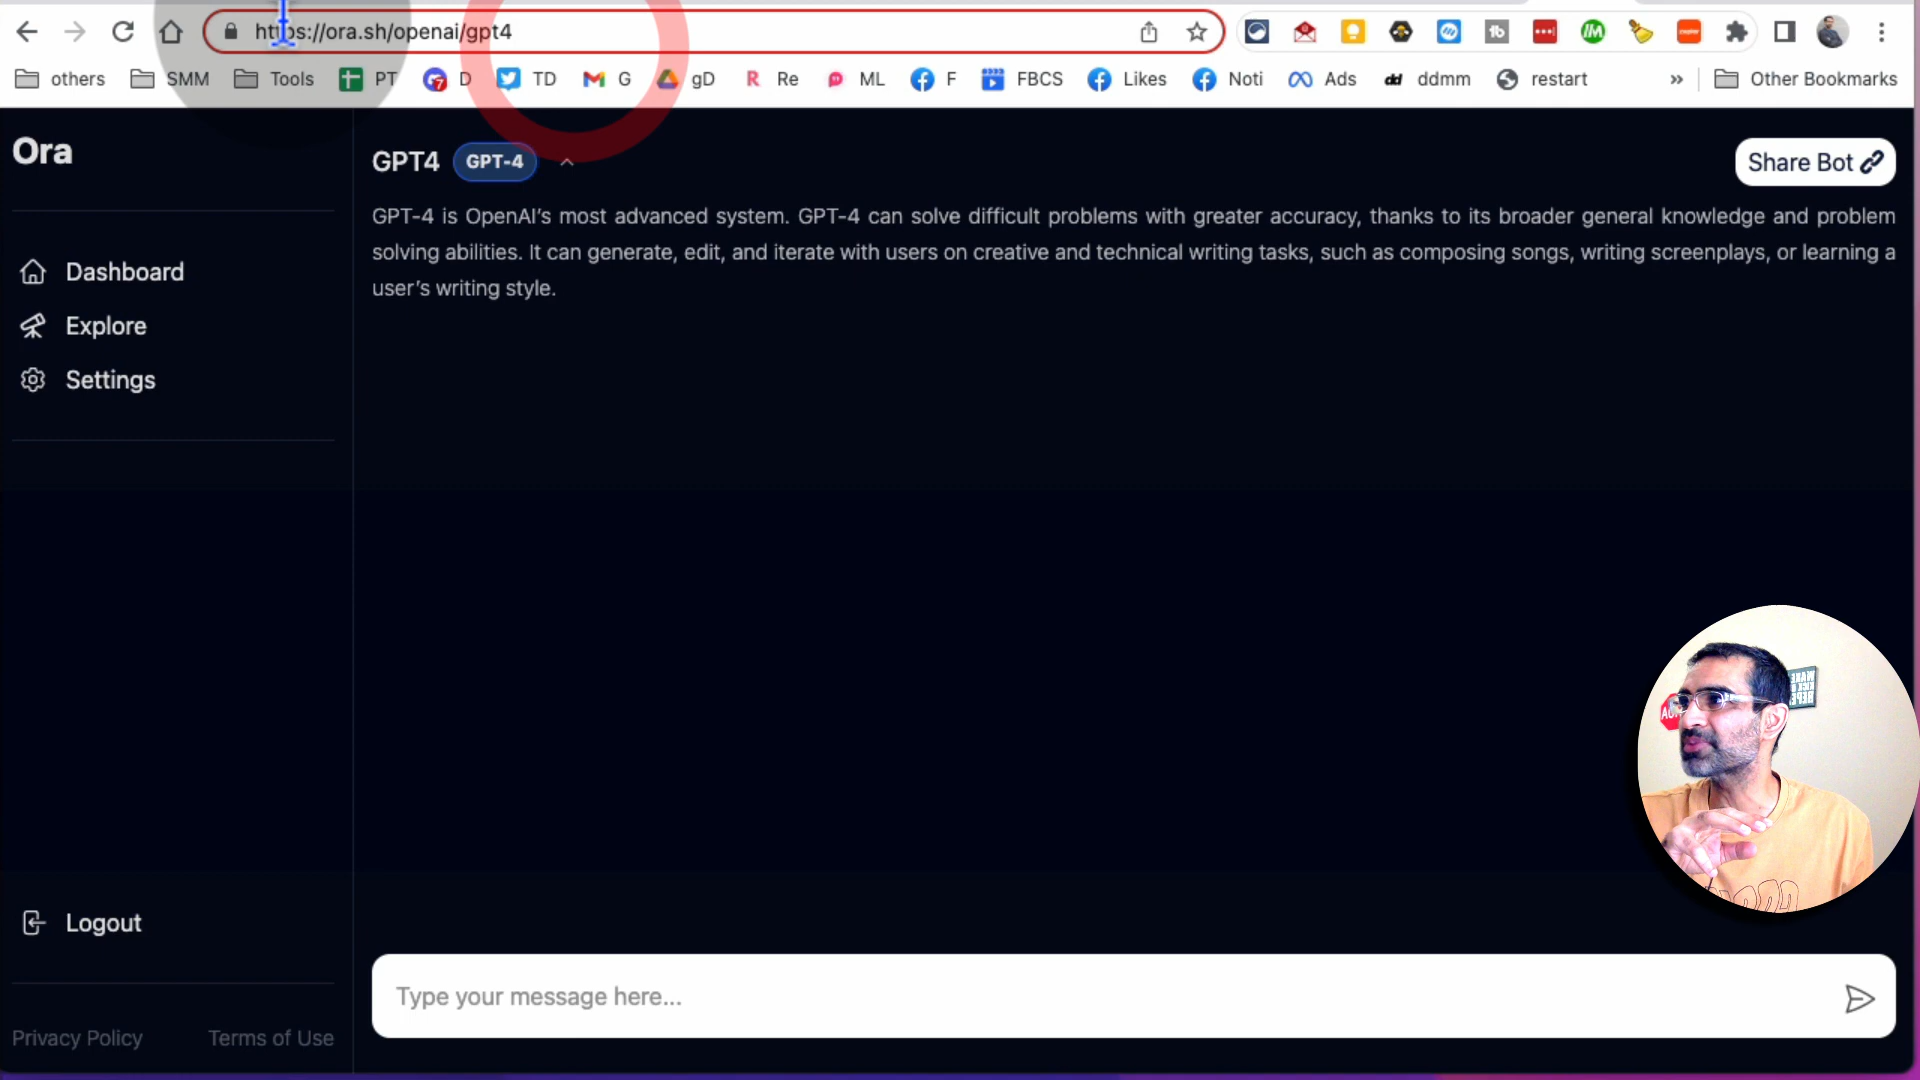 https://ora.sh/openai/gpt4
others SMM Tools PT D TD G gD Re ML F FBCS Likes Noti Ads dd ddmm restart » Other Bookmarks
Ora
GPT4 GPT-4
Share Bot
GPT-4 is OpenAI's most advanced system. GPT-4 can solve difficult problems with greater accuracy, thanks to its broader general knowledge and problem
solving abilities. It can generate, edit, and iterate with users on creative and technical writing tasks, such as composing songs, writing screenplays, or learning a
user's writing style.
Dashboard
Explore
Settings
Logout
Type your message here...
Privacy Policy Terms of Use